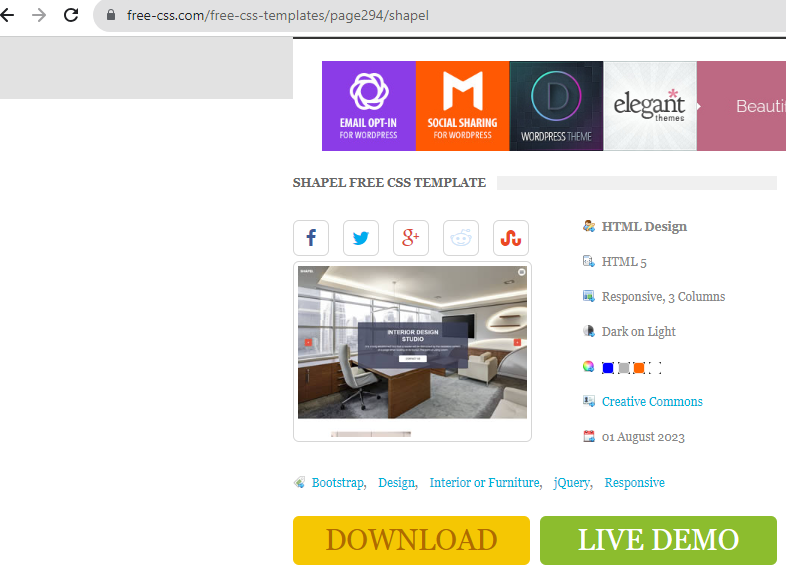 free-css.com/free-css-templates/page294/shapel
EMAIL OPT-IN
FOR WORDPRESS
SOCIAL SHARING
FOR WORDPRESS
D
WORDPRESS THEME
elegant
themes
Beautif
SHAPEL FREE CSS TEMPLATE
HTML Design
HTML 5
Responsive, 3 Columns
INTERIOR DESIGN
STUDIO
Dark on Light
Creative Commons
01 August 2023
Bootstrap, Design, Interior or Furniture, jQuery, Responsive
DOWNLOAD
LIVE DEMO